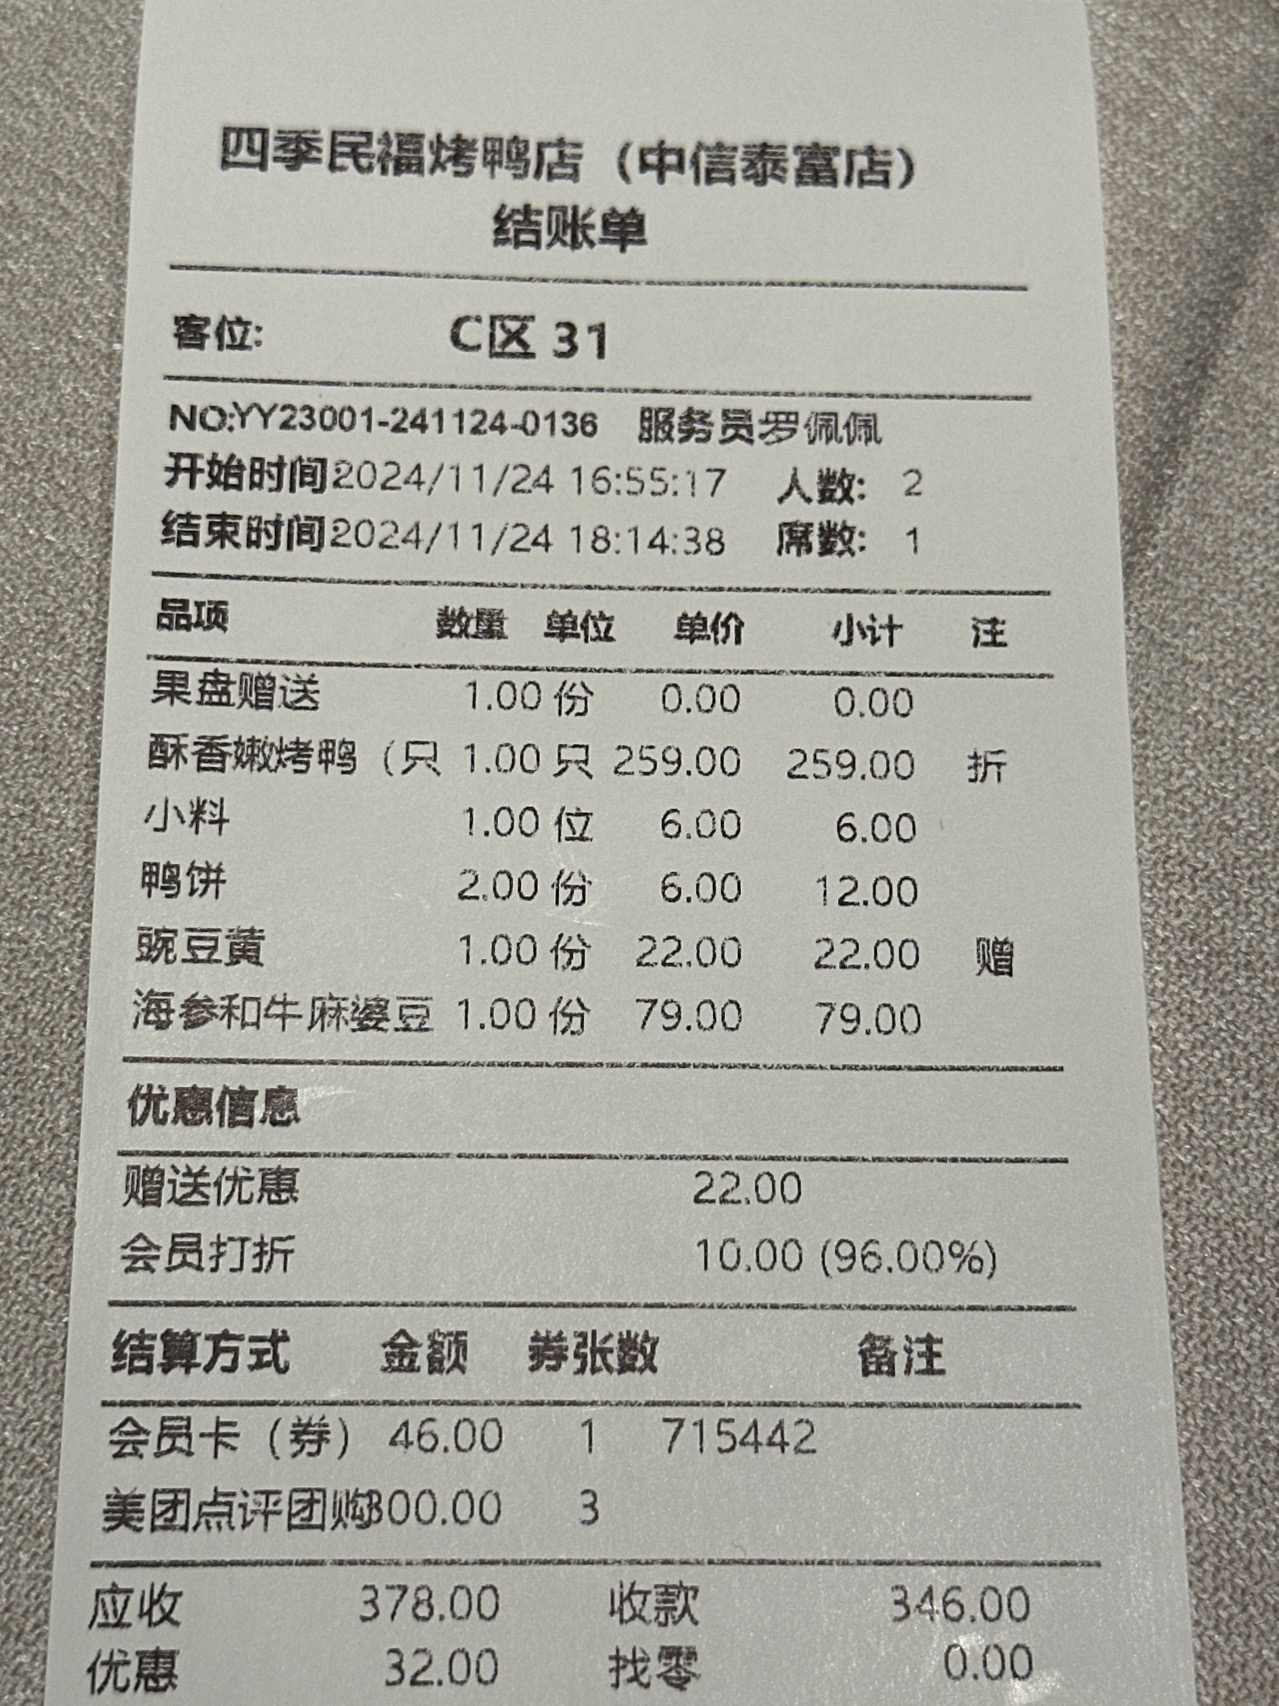 四季民福烤鸭店（中信泰富店）
结账单
客位: C区 31
NO:YY23001-241124-0136 服务员罗佩佩
开始时间2024/11/24 16:55:17 人数: 2
结束时间2024/11/24 18:14:38 席数: 1
品项 数量 单位 单价 小计 注
果盘赠送 1.00 份 0.00 0.00
酥香嫩烤鸭（只 1.00 只 259.00 259.00 折
小料 1.00 位 6.00 6.00
鸭饼 2.00 份 6.00 12.00
豌豆黄 1.00 份 22.00 22.00 赠
海参和牛麻婆豆 1.00 份 79.00 79.00
优惠信息
赠送优惠 22.00
会员打折 10.00 (96.00%)
结算方式 金额 券张数 备注
会员卡（券） 46.00 1 715442
美团点评团购300.00 3
应收 378.00 收款 346.00
优惠 32.00 找零 0.00